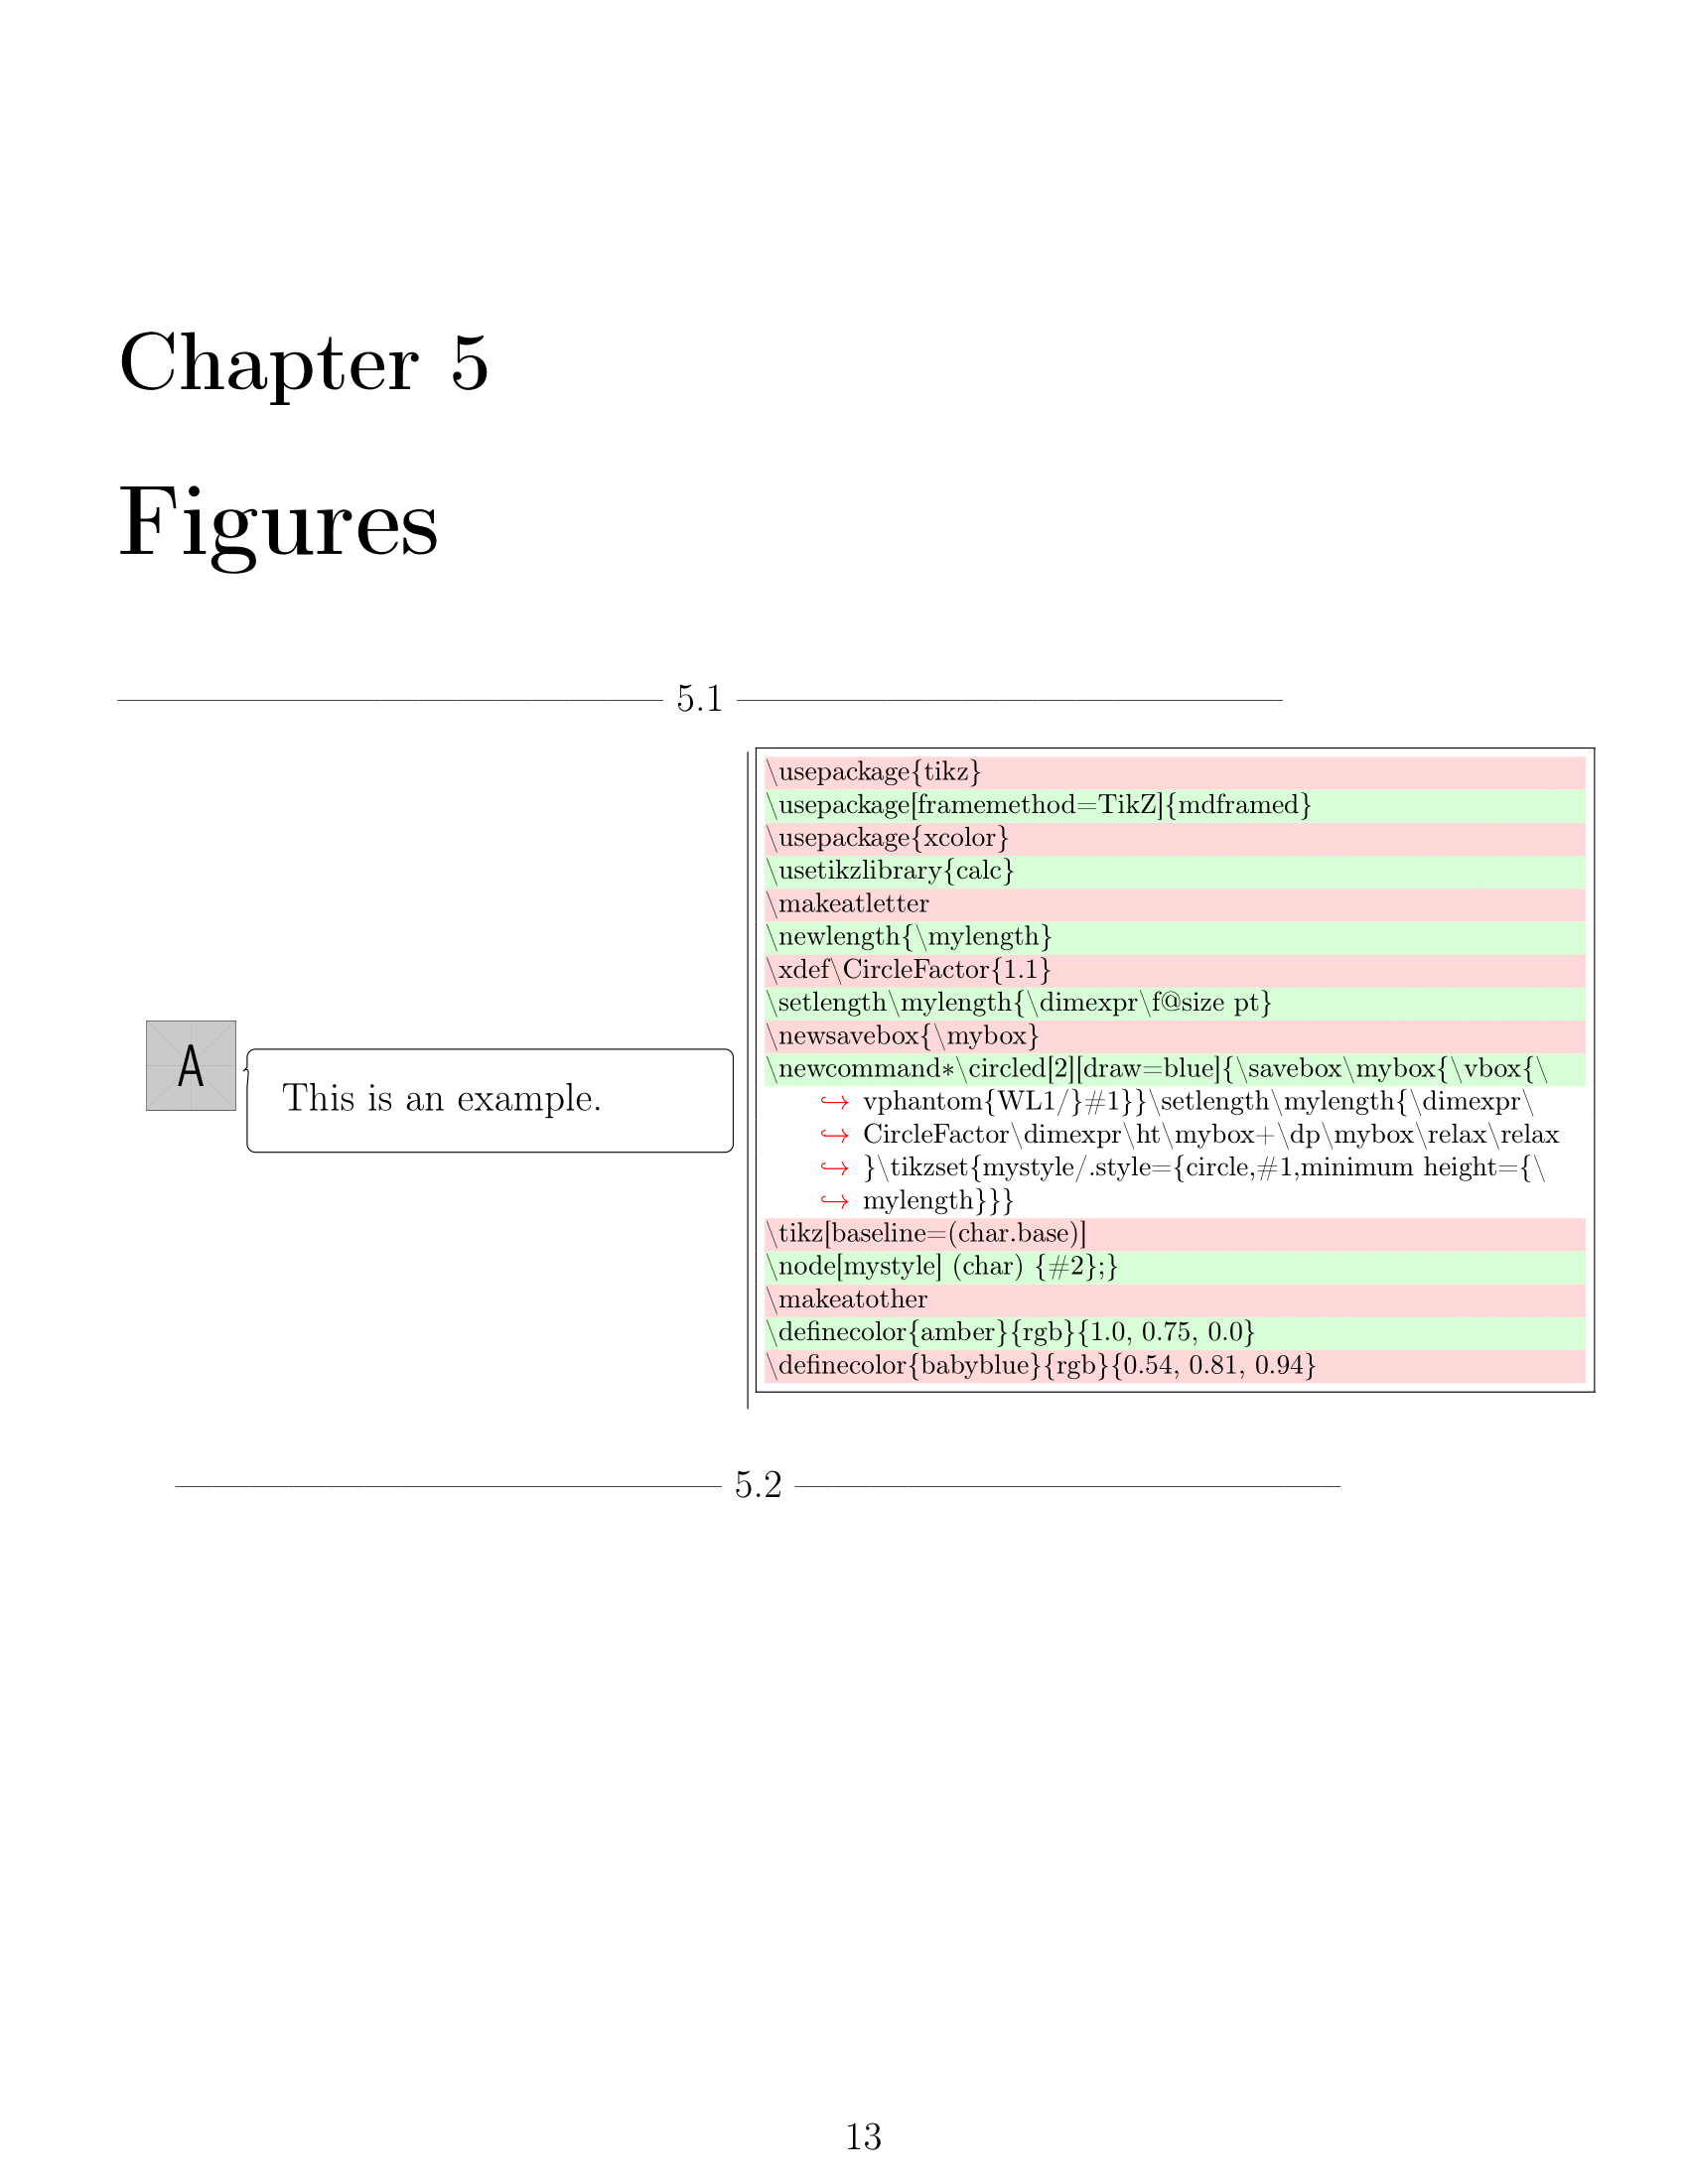 Chapter 5
Figures
5.1
A
This is an example.
\usepackage{tikz}
\usepackage[framemethod=TikZ]{mdframed}
\usepackage{xcolor}
\usetikzlibrary{calc}
\makeatletter
\newlength{\mylength}
\xdef\CircleFactor{1.1}
\setlength\mylength{\dimexpr\f@size pt}
\newsavebox{\mybox}
\newcommand*\circled[2][draw=blue]{\savebox\mybox{\vbox{\
↪ vphantom{WL1/}#1}}\setlength\mylength{\dimexpr\
↪ CircleFactor\dimexpr\ht\mybox+\dp\mybox\relax\relax
↪ }\tikzset{mystyle/.style={circle,#1,minimum height={\
↪ mylength}}}
\tikz[baseline=(char.base)]
\node[mystyle] (char) {#2};}
\makeatother
\definecolor{amber}{rgb}{1.0, 0.75, 0.0}
\definecolor{babyblue}{rgb}{0.54, 0.81, 0.94}
5.2
13